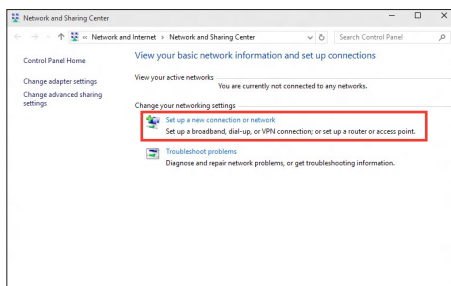 Network and Sharing Center
« Network and Internet › Network and Sharing Center
Search Control Panel
Control Panel Home
Change adapter settings
Change advanced sharing
settings
View your basic network information and set up connections
View your active networks
You are currently not connected to any networks.
Change your networking settings
Set up a new connection or network
Set up a broadband, dial-up, or VPN connection; or set up a router or access point.
Troubleshoot problems
Diagnose and repair network problems, or get troubleshooting information.